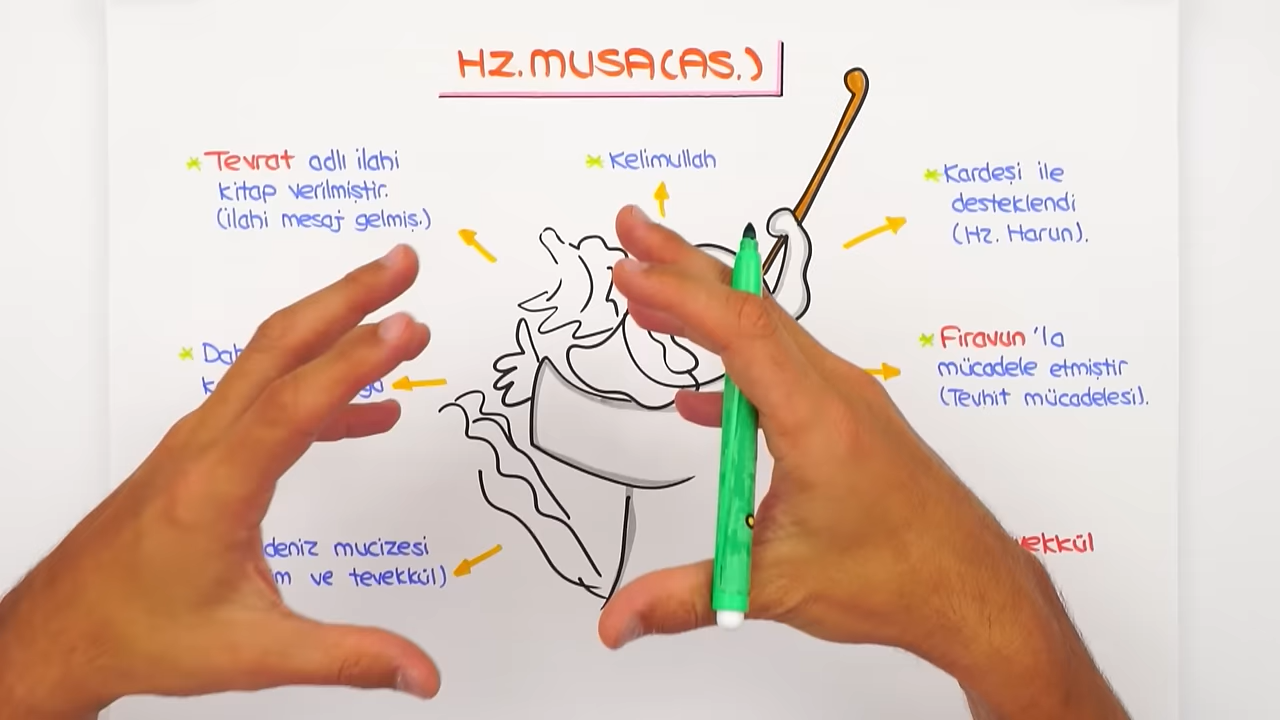 HZ.MUSA(AS.)
* Tevrat adlı ilahi
kitap verilmiştir.
(ilahi mesaj gelmiş.)
* Kelimullah
* Kardeşi ile
desteklendi
(Hz. Harun).
* Firavun'la
mücadele etmiştir
(Tevhit mücadelesi).
deniz mucizesi
ve tevekkül)